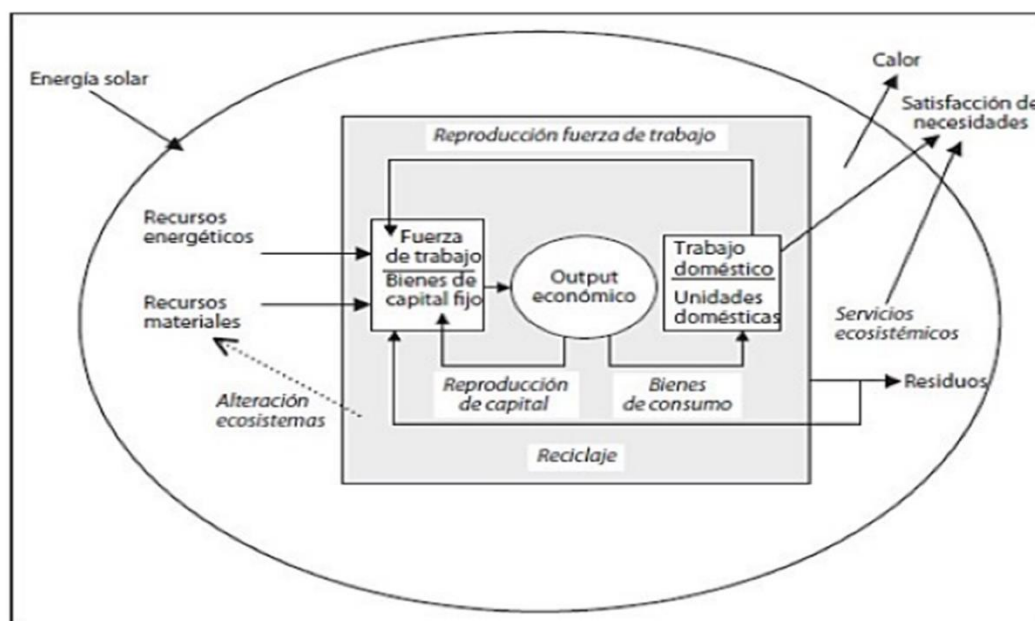 Energía solar
Calor
Satisfacción de
necesidades
Reproducción fuerza de trabajo
Recursos
energéticos
Fuerza
de trabajo
Bienes de
capital fijo
Output
económico
Trabajo
doméstico
Unidades
domésticas
Recursos
materiales
Servicios
ecosistémicos
Alteración
ecosistemas
Reproducción
de capital
Bienes
de consumo
Residuos
Reciclaje